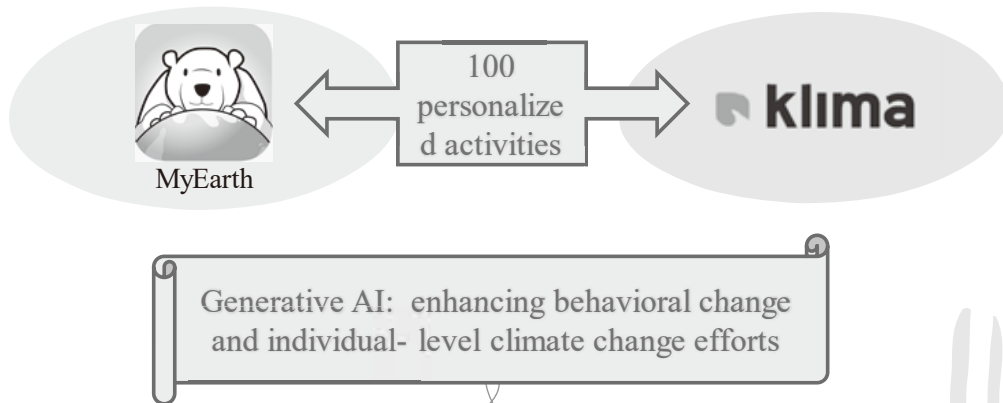 100
personalize
d activities
klima
MyEarth
Generative AI: enhancing behavioral change
and individual- level climate change efforts